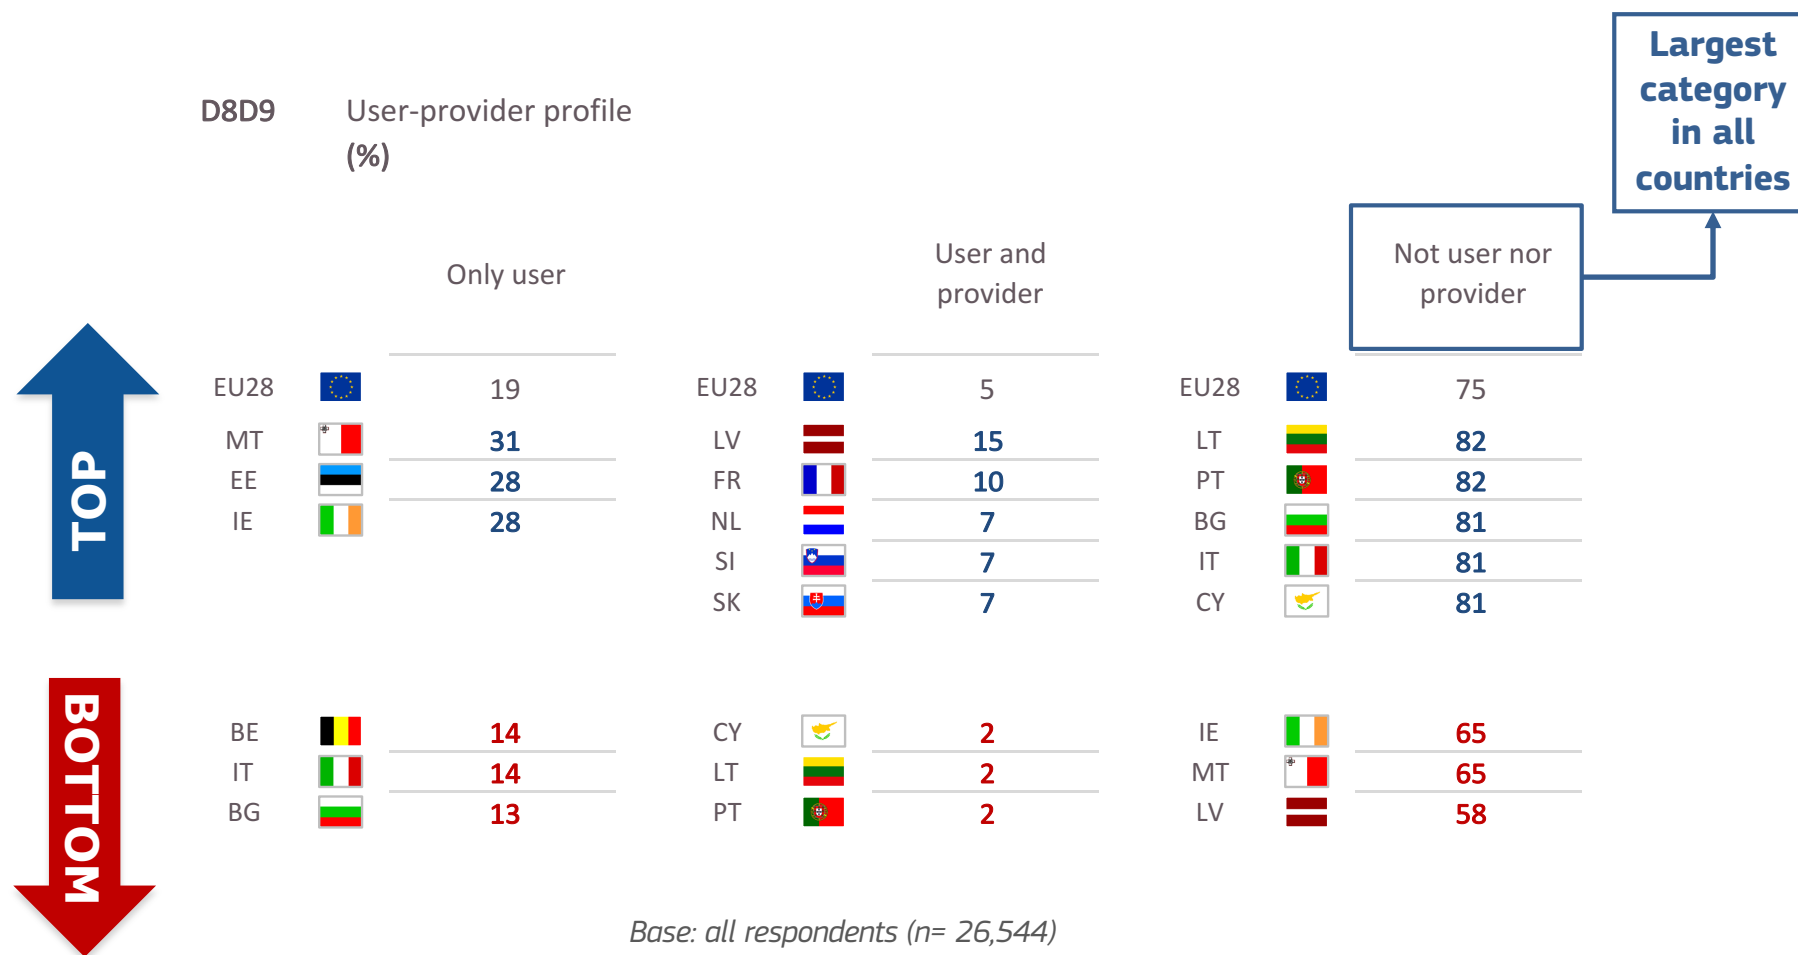 Largest
category
in all
countries
D8D9 User-provider profile
(%)
Only user
User and
provider
Not user nor
provider
TOP
EU28 19 EU28 5 EU28 75
MT 31 LV 15 LT 82
EE 28 FR 10 PT 82
IE 28 NL 7 BG 81
SI 7 IT 81
SK 7 CY 81
BOTTOM
BE 14 CY 2 IE 65
IT 14 LT 2 MT 65
BG 13 PT 2 LV 58
Base: all respondents (n= 26,544)